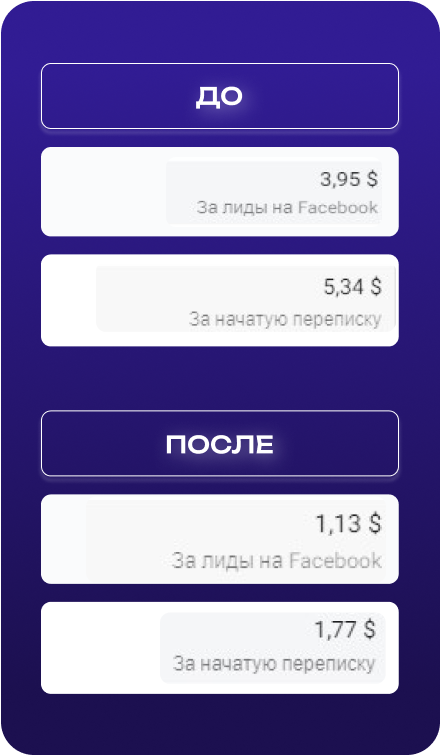 ДО
3,95 $
За лиды на Facebook
5,34 $
За начатую переписку
ПОСЛЕ
1,13 $
За лиды на Facebook
1,77 $
За начатую переписку